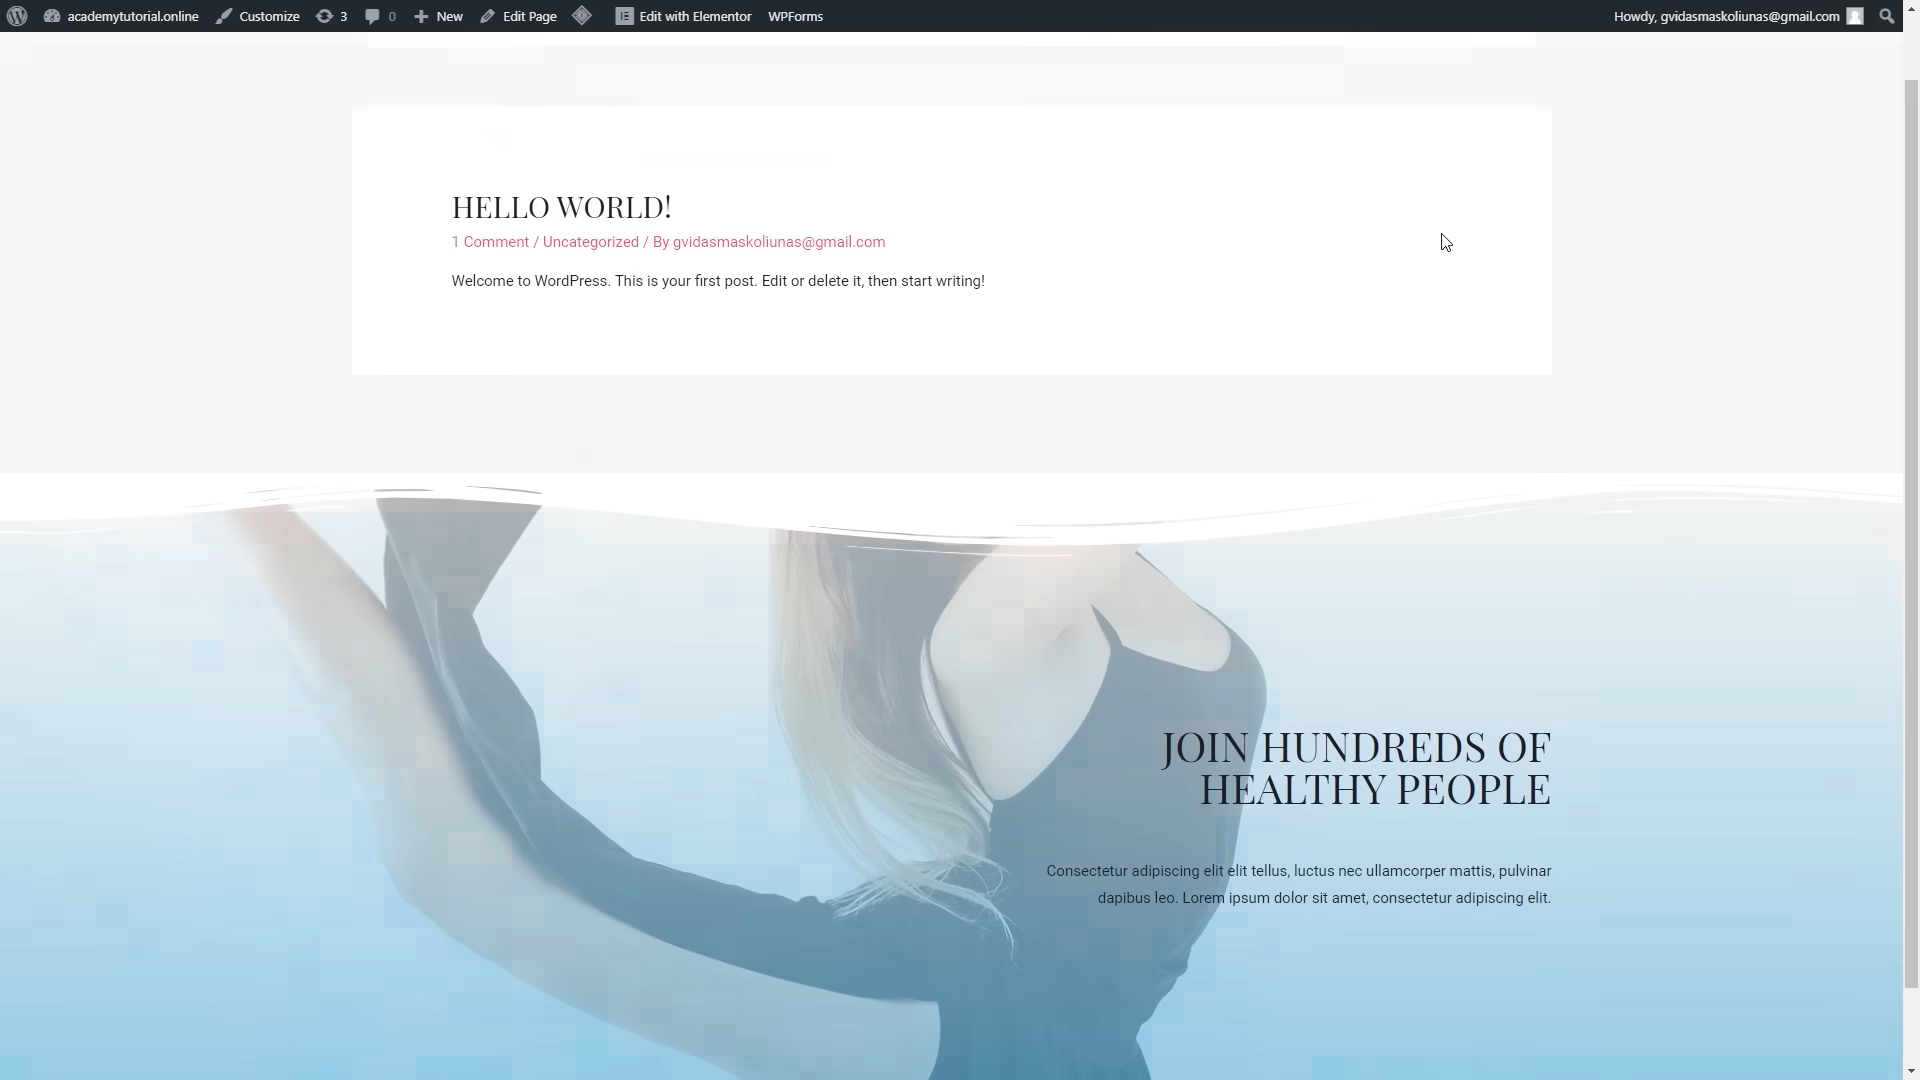 academytutorial.online Customize 3 0 New Edit Page Edit with Elementor WPForms Howdy, gvidasmaskoliunas@gmail.com
HELLO WORLD!
1 Comment / Uncategorized / By gvidasmaskoliunas@gmail.com
Welcome to WordPress. This is your first post. Edit or delete it, then start writing!
JOIN HUNDREDS OF
HEALTHY PEOPLE
Consectetur adipiscing elit elit tellus, luctus nec ullamcorper mattis, pulvinar
dapibus leo. Lorem ipsum dolor sit amet, consectetur adipiscing elit.